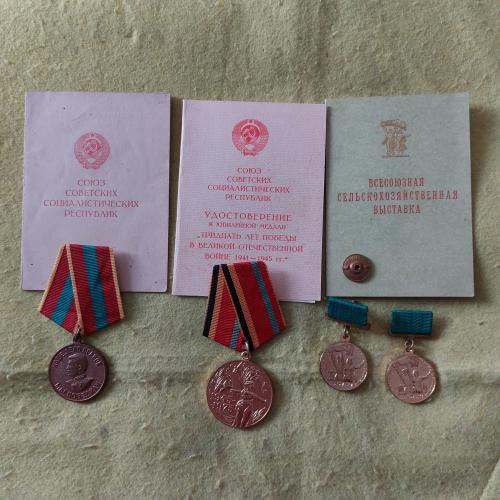 СОЮЗ
СОВЕТСКИХ
СОЦИАЛИСТИЧЕСКИХ
РЕСПУБЛИК
СОЮЗ
СОВЕТСКИХ
СОЦИАЛИСТИЧЕСКИХ
РЕСПУБЛИК
УДОСТОВЕРЕНИЕ
К ЮБИЛЕЙНОЙ МЕДАЛИ
„ТРИДЦАТЬ ЛЕТ ПОБЕДЫ
В ВЕЛИКОЙ ОТЕЧЕСТВЕННОЙ
ВОЙНЕ 1941—1945 гг."
ВСЕСОЮЗНАЯ
СЕЛЬСКОХОЗЯЙСТВЕННАЯ
ВЫСТАВКА